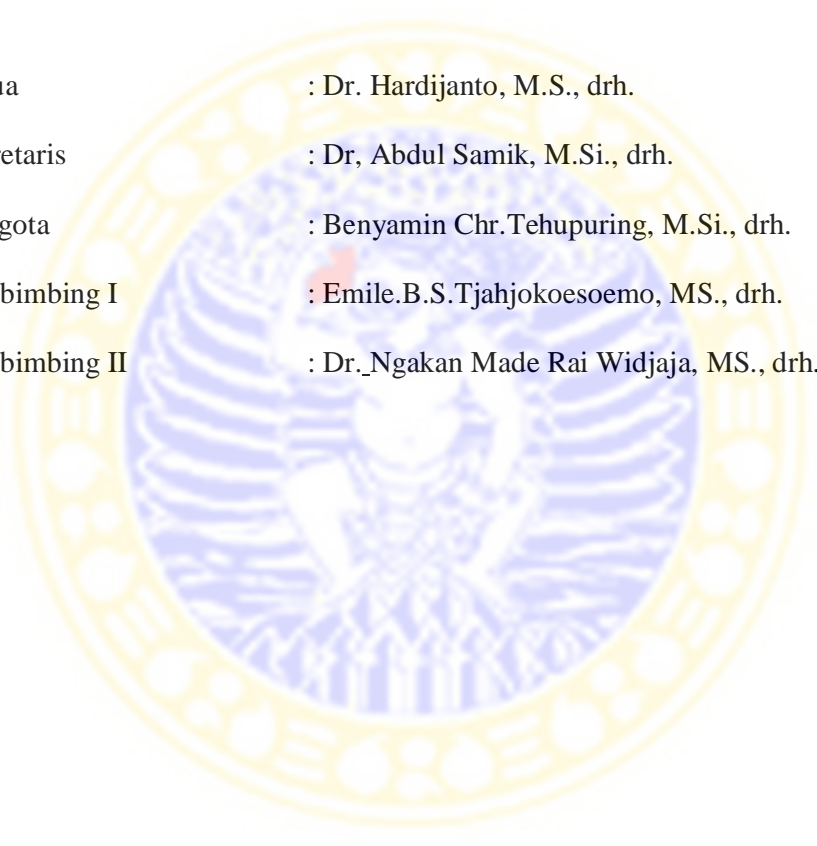 ua : Dr. Hardijanto, M.S., drh.
retaris : Dr, Abdul Samik, M.Si., drh.
gota : Benyamin Chr.Tehupuring, M.Si., drh.
bimbing I : Emile.B.S.Tjahjokoesoemo, MS., drh.
bimbing II : Dr. Ngakan Made Rai Widjaja, MS., drh.